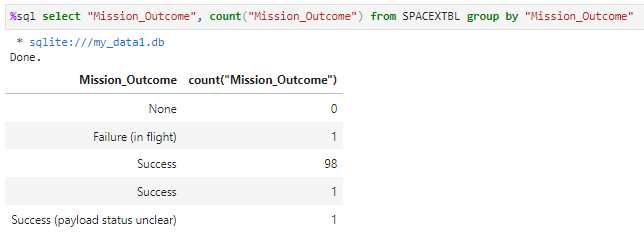 %sql select "Mission_Outcome", count("Mission_Outcome") from SPACEXTBL group by "Mission_Outcome"
* sqlite:///my_data1.db
Done.
Mission_Outcome count("Mission_Outcome")
None 0
Failure (in flight) 1
Success 98
Success 1
Success (payload status unclear) 1